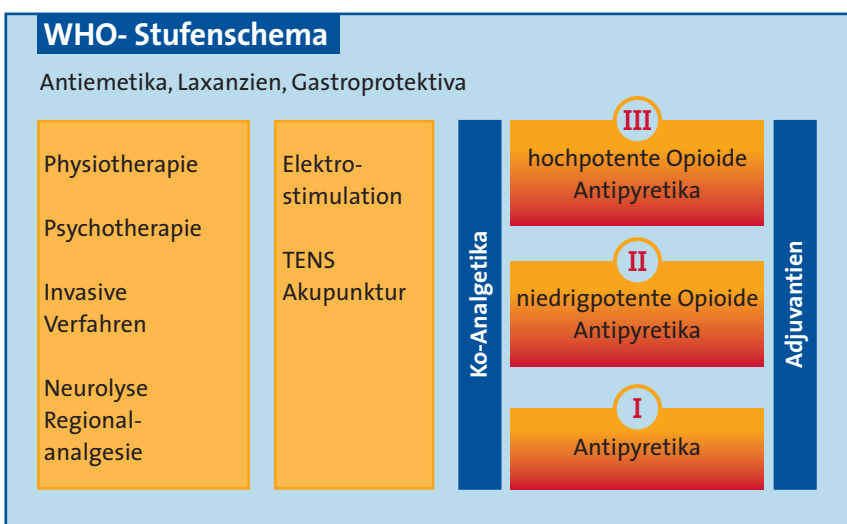 WHO- Stufenschema
Antiemetika, Laxanzien, Gastroprotektiva
Physiotherapie
Psychotherapie
Invasive
Verfahren
Neurolyse
Regional-
analgesie
Elektro-
stimulation
TENS
Akupunktur
Ko-Analgetika
III
hochpotente Opioide
Antipyretika
II
niedrigpotente Opioide
Antipyretika
I
Antipyretika
Adjuvantien